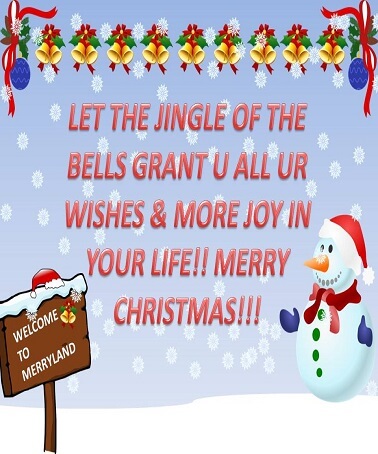 LET THE JINGLE OF THE
BELLS GRANT U ALL UR
WISHES & MORE JOY IN
YOUR LIFE!! MERRY
CHRISTMAS!!!
WELCOME
TO
MERRYLAND